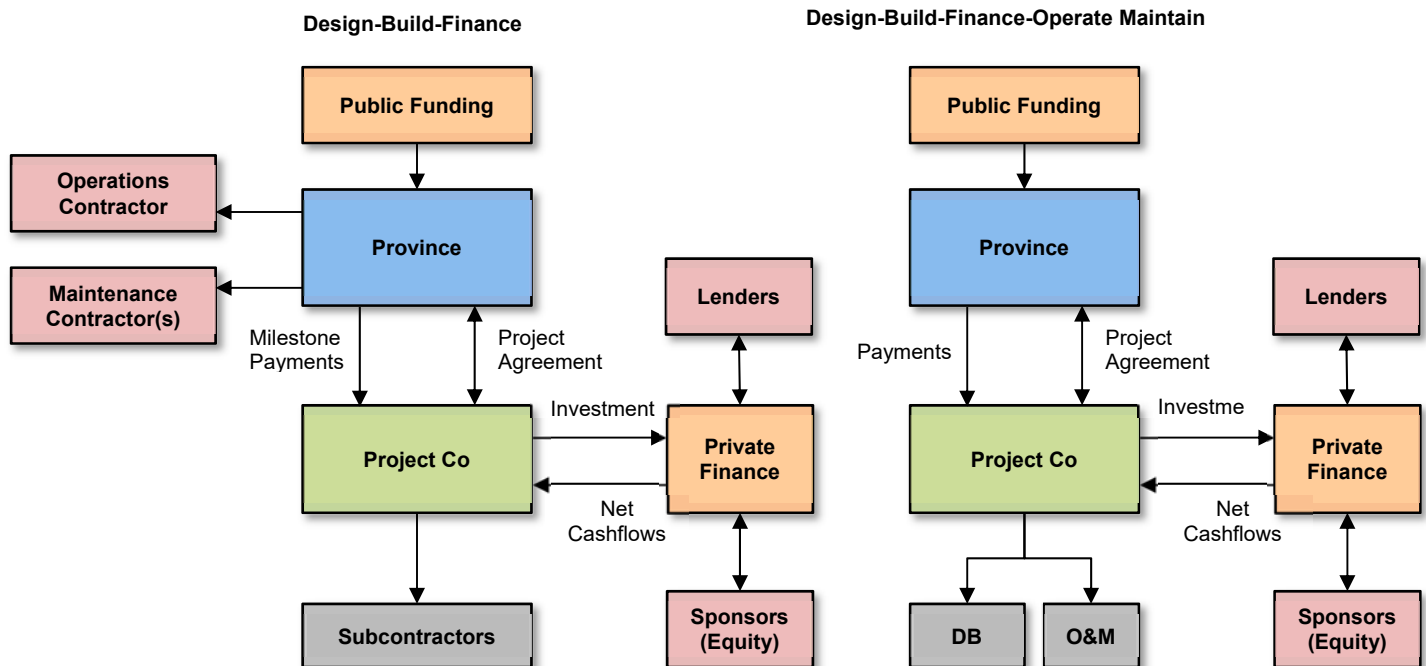 Design-Build-Finance
Public Funding
Operations
Contractor
Province
Maintenance
Contractor(s)
Lenders
Milestone
Payments
Project
Agreement
Investment
Project Co
Private
Finance
Net
Cashflows
Subcontractors
Sponsors
(Equity)
Design-Build-Finance-Operate Maintain
Public Funding
Province
Lenders
Payments
Project
Agreement
Investme
Project Co
Private
Finance
Net
Cashflows
DB
O&M
Sponsors
(Equity)